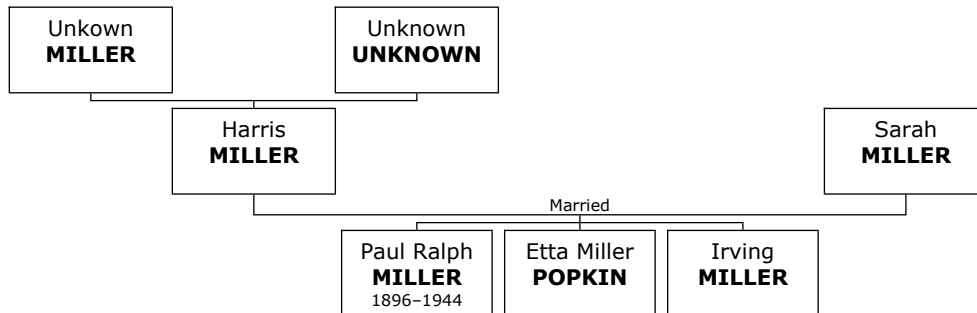 Unkown
MILLER
Unknown
UNKNOWN
Harris
MILLER
Sarah
MILLER
Married
Paul Ralph
MILLER
1896–1944
Etta Miller
POPKIN
Irving
MILLER